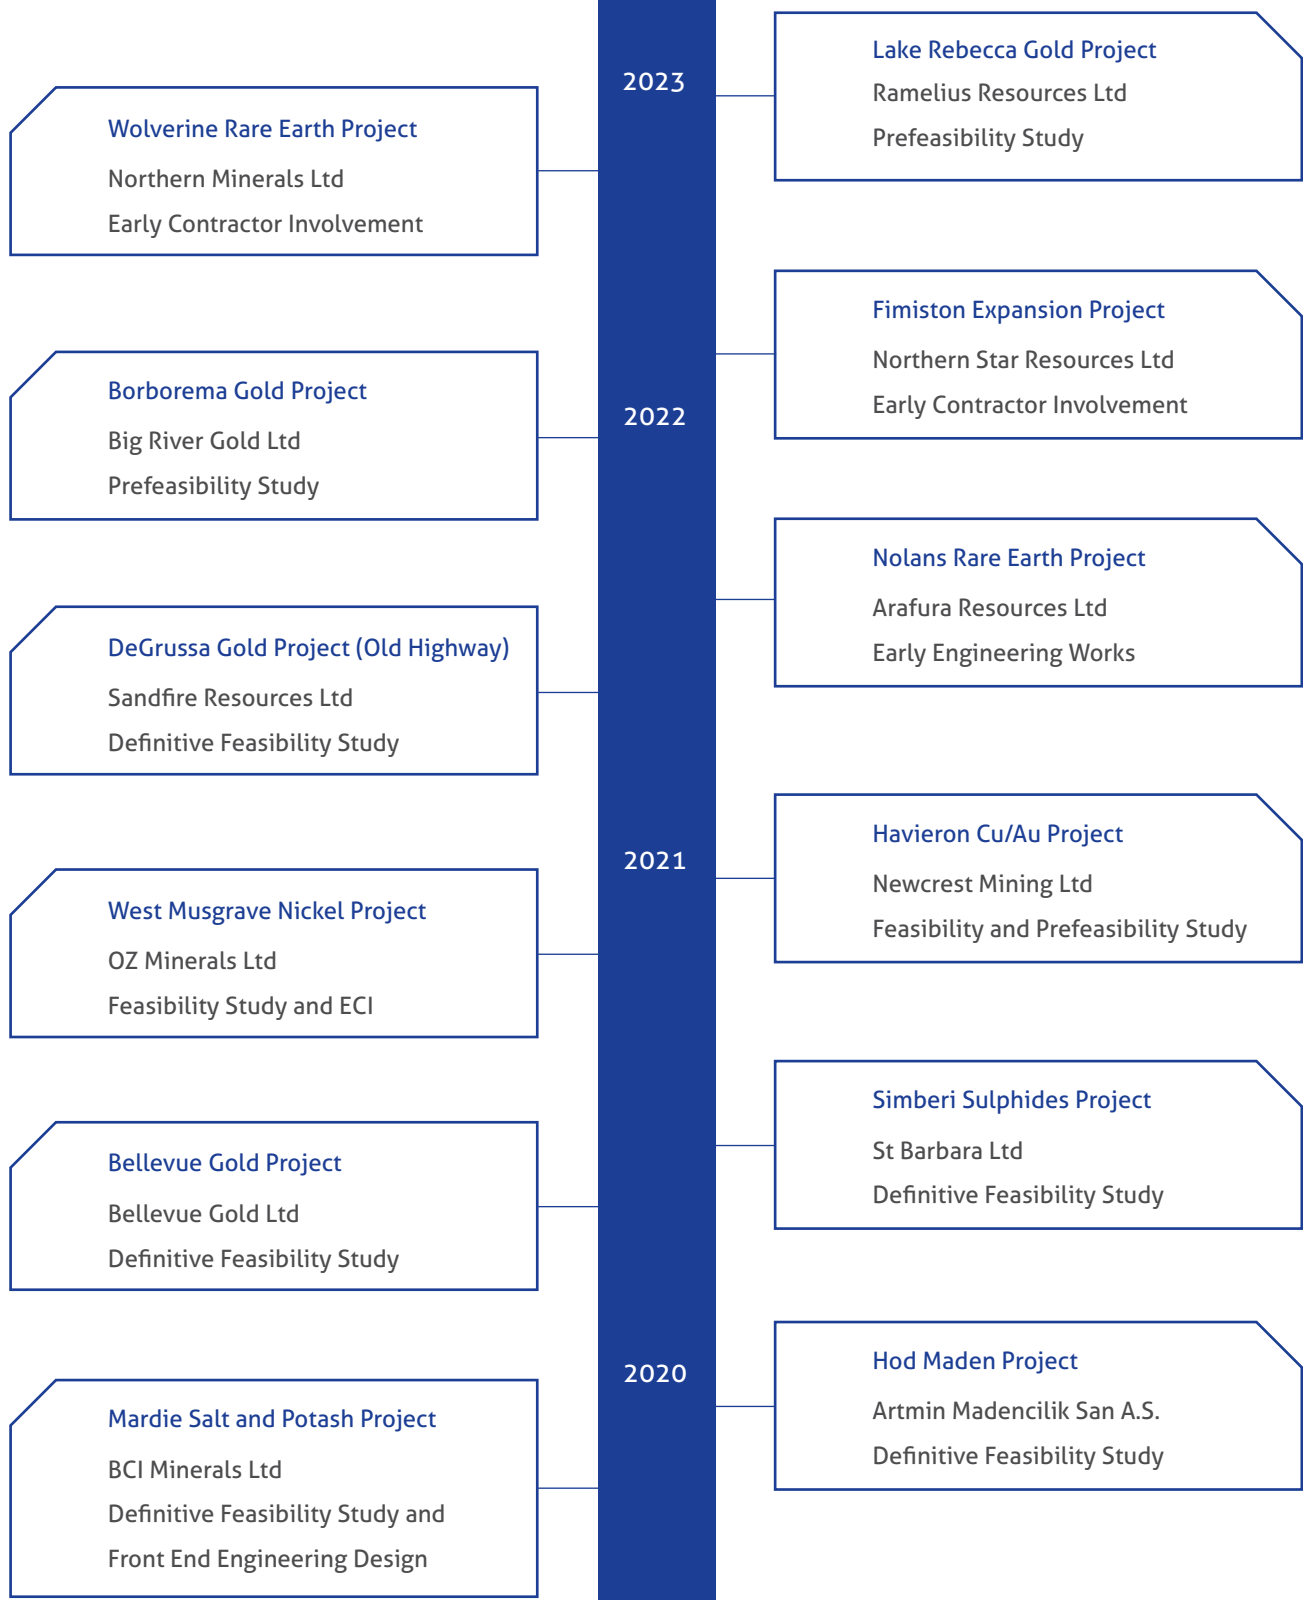 2023
Lake Rebecca Gold Project
Ramelius Resources Ltd
Prefeasibility Study
Wolverine Rare Earth Project
Northern Minerals Ltd
Early Contractor Involvement
Fimiston Expansion Project
Northern Star Resources Ltd
Early Contractor Involvement
2022
Borborema Gold Project
Big River Gold Ltd
Prefeasibility Study
Nolans Rare Earth Project
Arafura Resources Ltd
Early Engineering Works
DeGrussa Gold Project (Old Highway)
Sandfire Resources Ltd
Definitive Feasibility Study
2021
Havieron Cu/Au Project
Newcrest Mining Ltd
Feasibility and Prefeasibility Study
West Musgrave Nickel Project
OZ Minerals Ltd
Feasibility Study and ECI
Simberi Sulphides Project
St Barbara Ltd
Definitive Feasibility Study
Bellevue Gold Project
Bellevue Gold Ltd
Definitive Feasibility Study
2020
Hod Maden Project
Artmin Madencilik San A.S.
Definitive Feasibility Study
Mardie Salt and Potash Project
BCI Minerals Ltd
Definitive Feasibility Study and
Front End Engineering Design